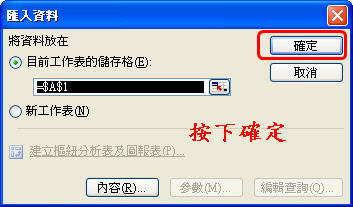 匯入資料
將資料放在
目前工作表的儲存格(E):
=$A$1
新工作表(N)
建立樞紐分析表及圖報表(P)...
確定
取消
按下確定
內容(R)...
參數(M)...
編輯查詢(Q)...